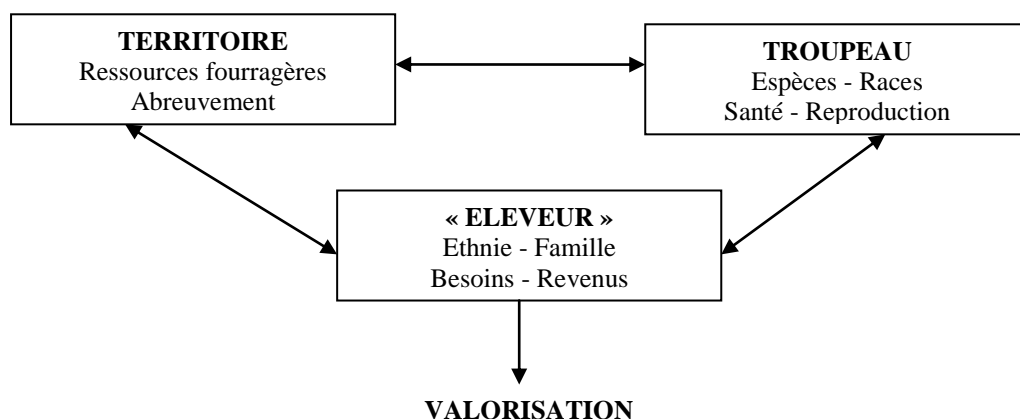 TERRITOIRE
Ressources fourragères
Abreuvement
TROUPEAU
Espèces - Races
Santé - Reproduction
« ELEVEUR »
Ethnie - Famille
Besoins - Revenus
VALORISATION